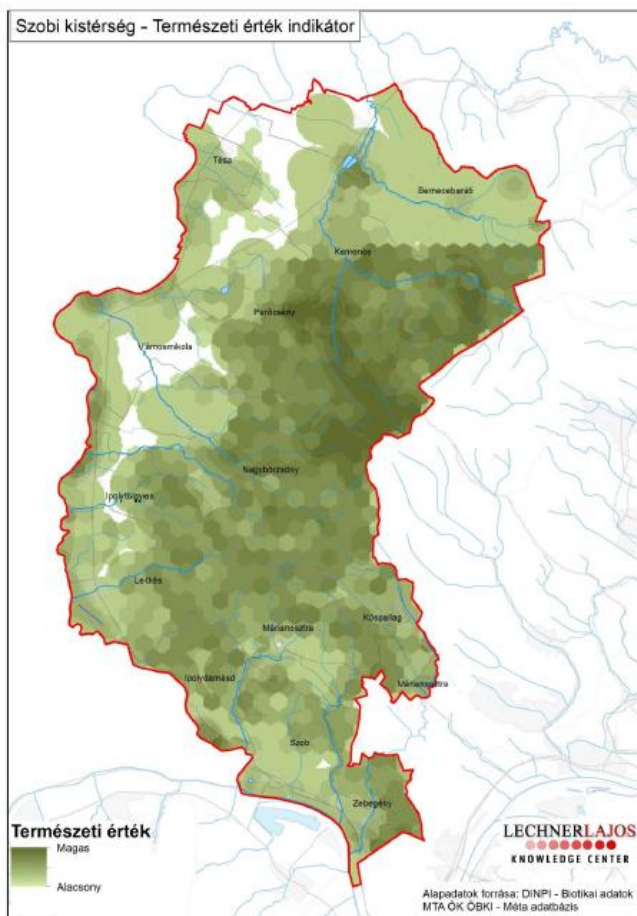 Szobi kistérség – Természeti érték indikátor
Tésa
Bernecebaráti
Kemence
Perőcsény
Vámosmikola
Nagybörzsöny
Ipolytölgyes
Letkés
Márianosztra
Kóspallag
Ipolydamásd
Márianosztra
Szob
Zebegény
Természeti érték
Magas
Alacsony
LECHNERLAJOS
KNOWLEDGE CENTER
Alapadatok forrása: DINPI - Biotikai adatok
MTA ÖK ÖBKI - Méta adatbázis